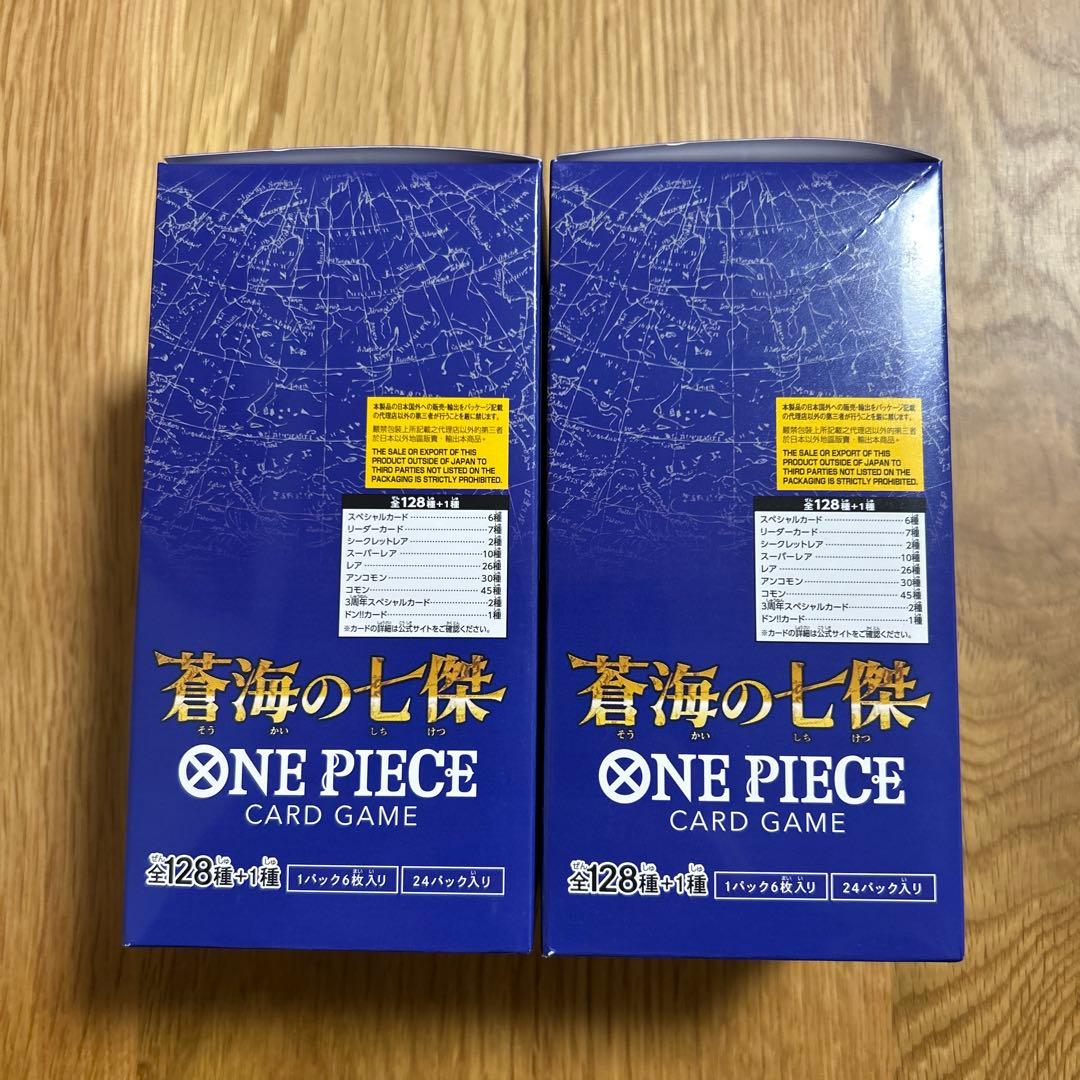 本製品の日本国外への販売・輸出をパッケージ記載
の代理店以外の第三者が行うことを厳に禁じます。
嚴禁包裝上所記載之代理店以外的第三者
於日本以外地區販賣・輸出本商品。
THE SALE OR EXPORT OF THIS
PRODUCT OUTSIDE OF JAPAN TO
THIRD PARTIES NOT LISTED ON THE
PACKAGING IS STRICTLY PROHIBITED.
全128種+1種
スペシャルカード 6種
リーダーカード 7種
シークレットレア 2種
スーパーレア 10種
レア 26種
アンコモン 30種
コモン 45種
3周年スペシャルカード 2種
ドン!!カード 1種
※カードの詳細は公式サイトをご確認ください。
蒼海の七傑
そう かい しち けつ
ONE PIECE
CARD GAME
全128種+1種 1パック6枚入り 24パック入り
本製品の日本国外への販売・輸出をパッケージ記載
の代理店以外の第三者が行うことを厳に禁じます。
嚴禁包裝上所記載之代理店以外的第三者
於日本以外地區販賣・輸出本商品。
THE SALE OR EXPORT OF THIS
PRODUCT OUTSIDE OF JAPAN TO
THIRD PARTIES NOT LISTED ON THE
PACKAGING IS STRICTLY PROHIBITED.
全128種+1種
スペシャルカード 6種
リーダーカード 7種
シークレットレア 2種
スーパーレア 10種
レア 26種
アンコモン 30種
コモン 45種
3周年スペシャルカード 2種
ドン!!カード 1種
※カードの詳細は公式サイトをご確認ください。
蒼海の七傑
そう かい しち けつ
ONE PIECE
CARD GAME
全128種+1種 1パック6枚入り 24パック入り